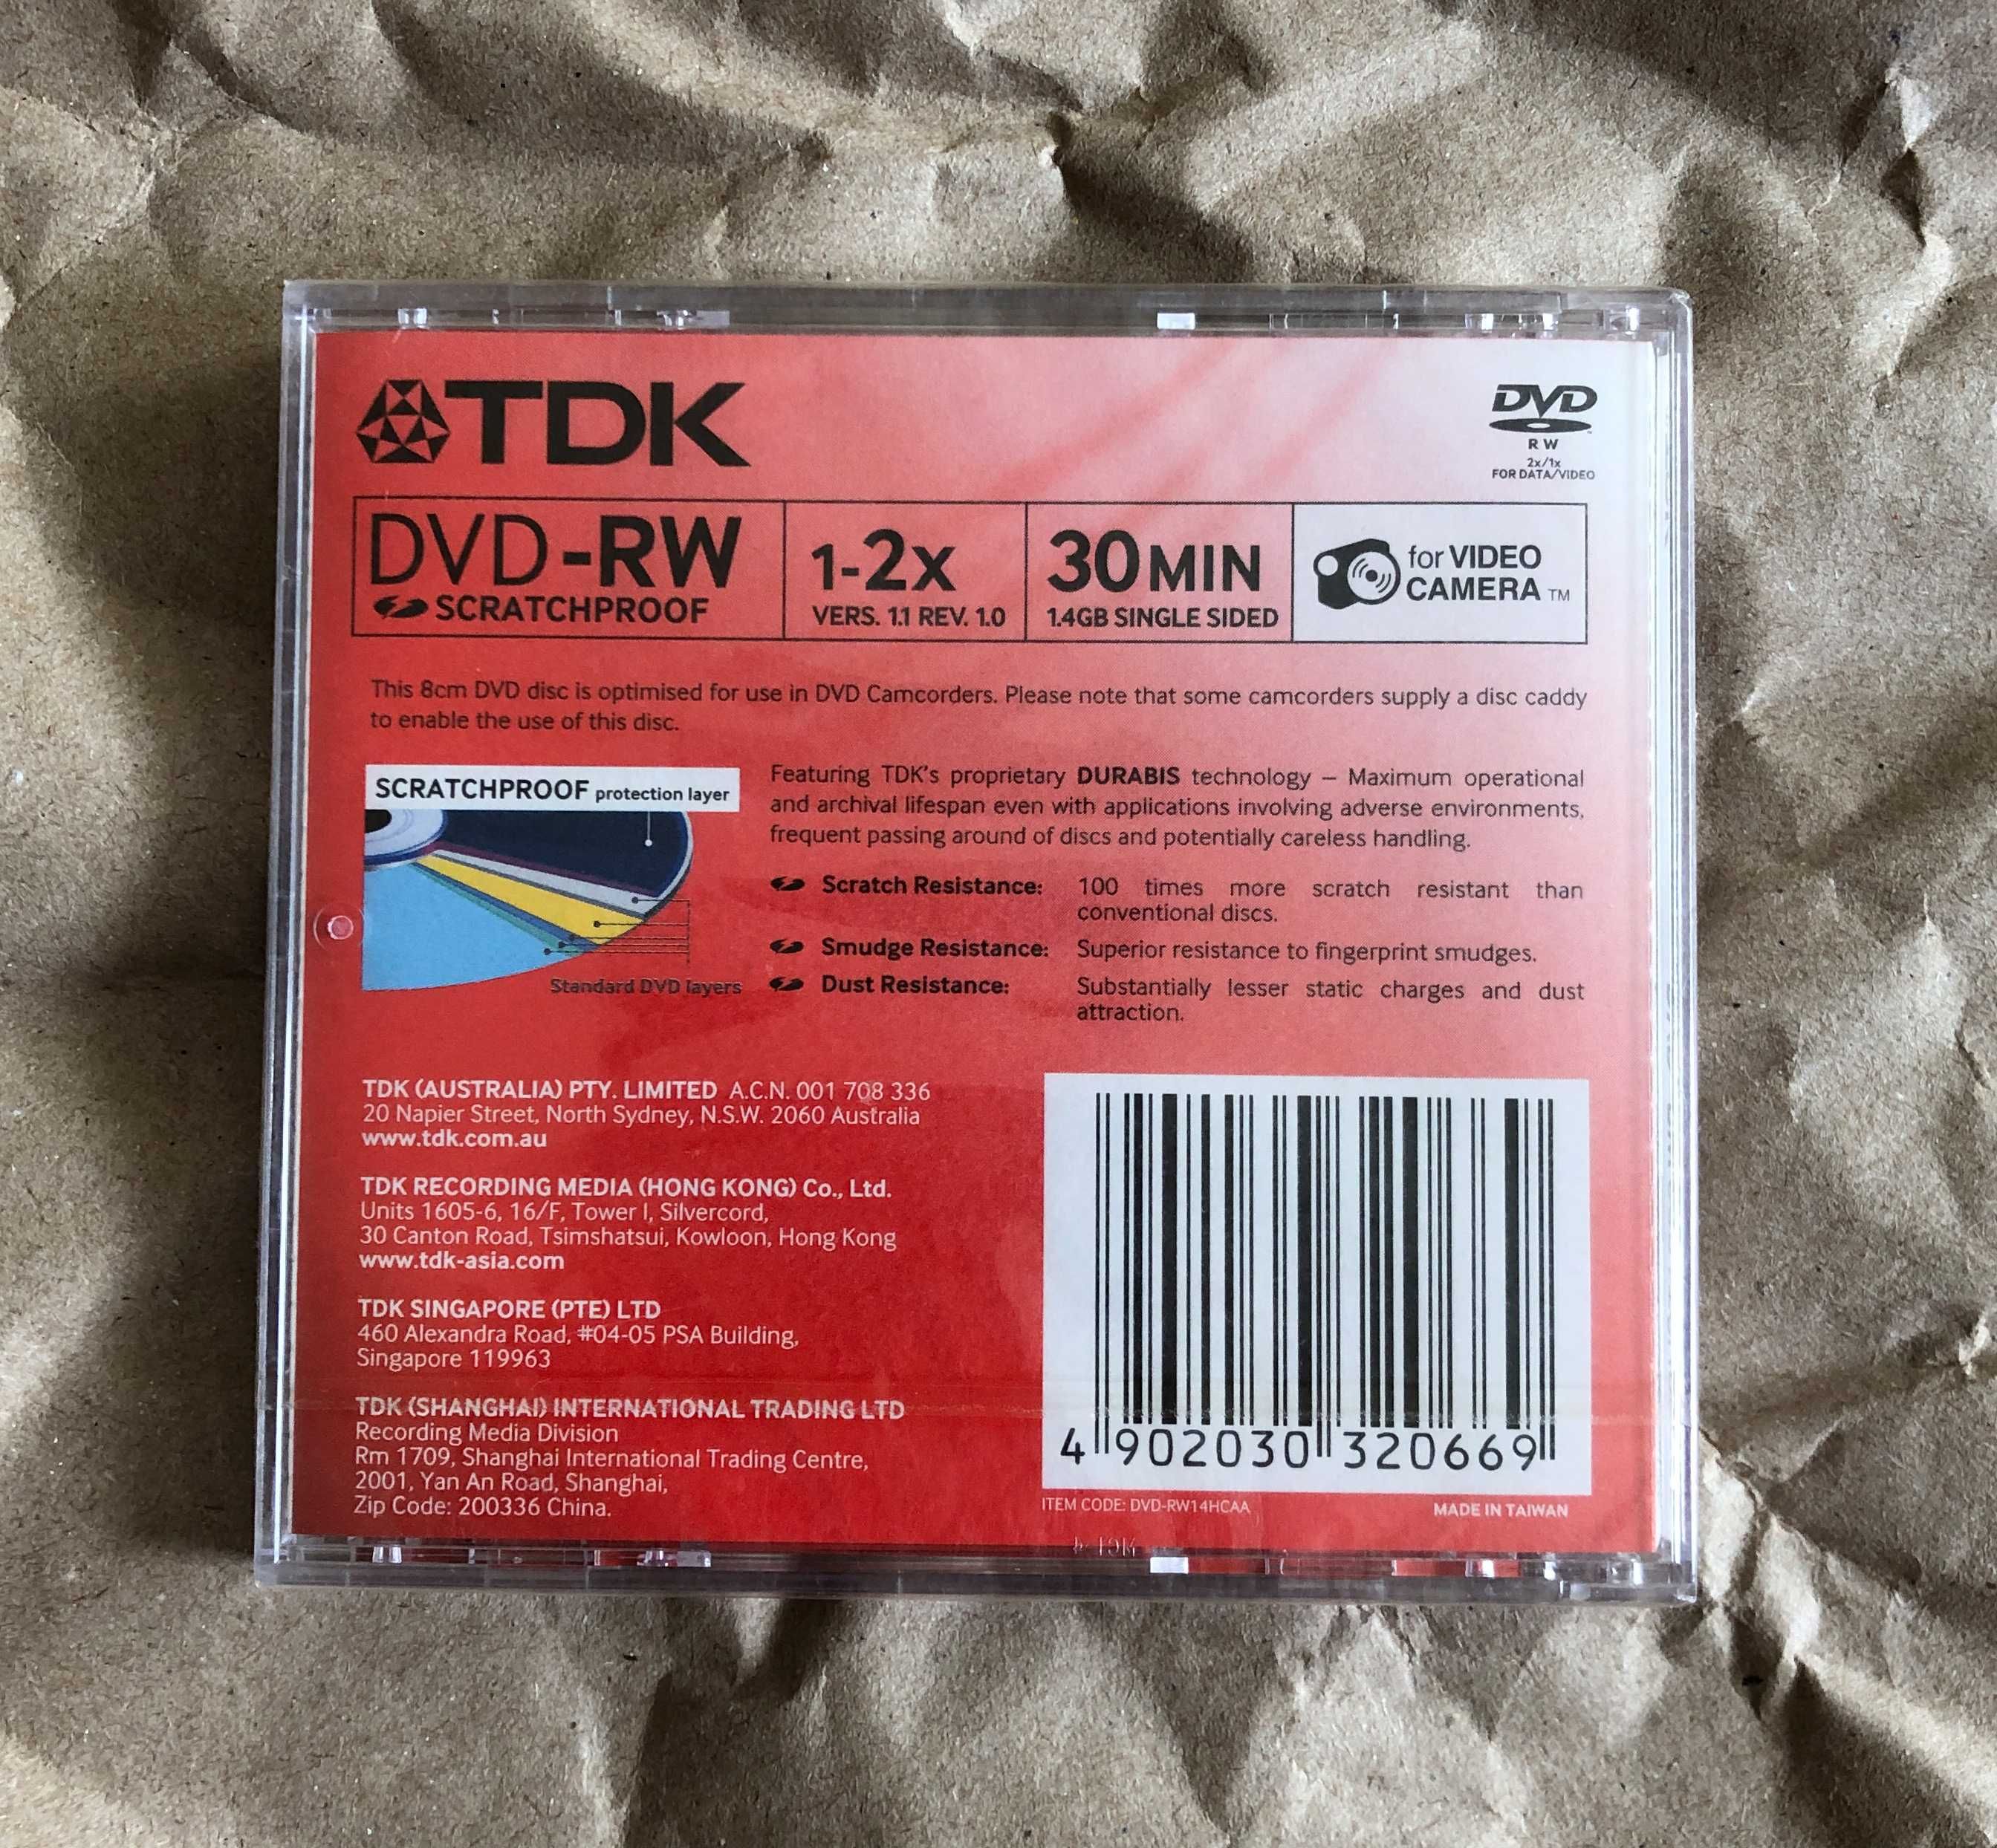 TDK
DVD
RW
2x/1x
FOR DATA/VIDEO
DVD-RW
SCRATCHPROOF
1-2x
VERS. 1.1 REV. 1.0
30 MIN
1.4GB SINGLE SIDED
for VIDEO
CAMERA™
This 8cm DVD disc is optimised for use in DVD Camcorders. Please note that some camcorders supply a disc caddy
to enable the use of this disc.
SCRATCHPROOF protection layer
Standard DVD layers
Featuring TDK's proprietary DURABIS technology – Maximum operational
and archival lifespan even with applications involving adverse environments,
frequent passing around of discs and potentially careless handling.
Scratch Resistance: 100 times more scratch resistant than
conventional discs.
Smudge Resistance: Superior resistance to fingerprint smudges.
Dust Resistance: Substantially lesser static charges and dust
attraction.
TDK (AUSTRALIA) PTY. LIMITED A.C.N. 001 708 336
20 Napier Street, North Sydney, N.S.W. 2060 Australia
www.tdk.com.au
TDK RECORDING MEDIA (HONG KONG) Co., Ltd.
Units 1605-6, 16/F, Tower I, Silvercord,
30 Canton Road, Tsimshatsui, Kowloon, Hong Kong
www.tdk-asia.com
TDK SINGAPORE (PTE) LTD
460 Alexandra Road, #04-05 PSA Building,
Singapore 119963
TDK (SHANGHAI) INTERNATIONAL TRADING LTD
Recording Media Division
Rm 1709, Shanghai International Trading Centre,
2001, Yan An Road, Shanghai,
Zip Code: 200336 China.
4 902030 320669
ITEM CODE: DVD-RW14HCAA
MADE IN TAIWAN